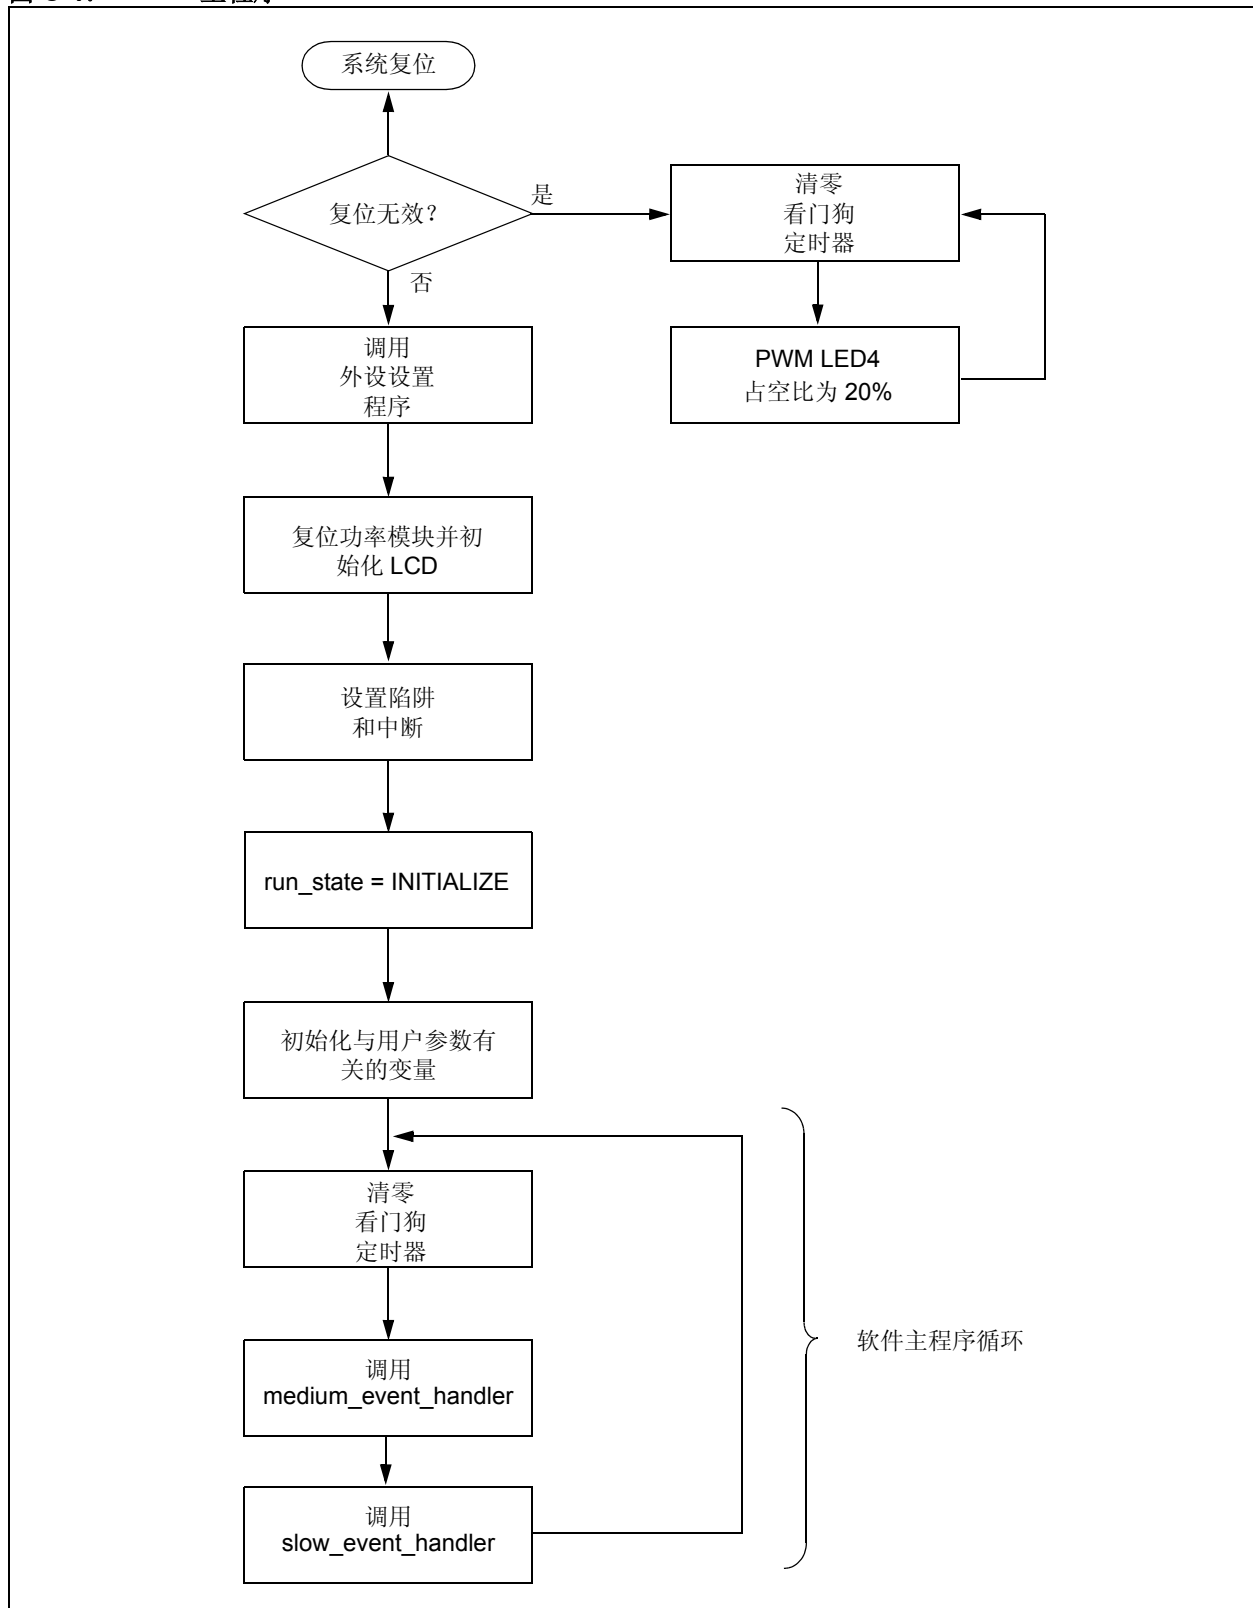 系统复位
复位无效?
是
否
清零
看门狗
定时器
PWM LED4
占空比为 20%
调用
外设设置
程序
复位功率模块并初
始化 LCD
设置陷阱
和中断
run_state = INITIALIZE
初始化与用户参数有
关的变量
清零
看门狗
定时器
调用
medium_event_handler
调用
slow_event_handler
软件主程序循环